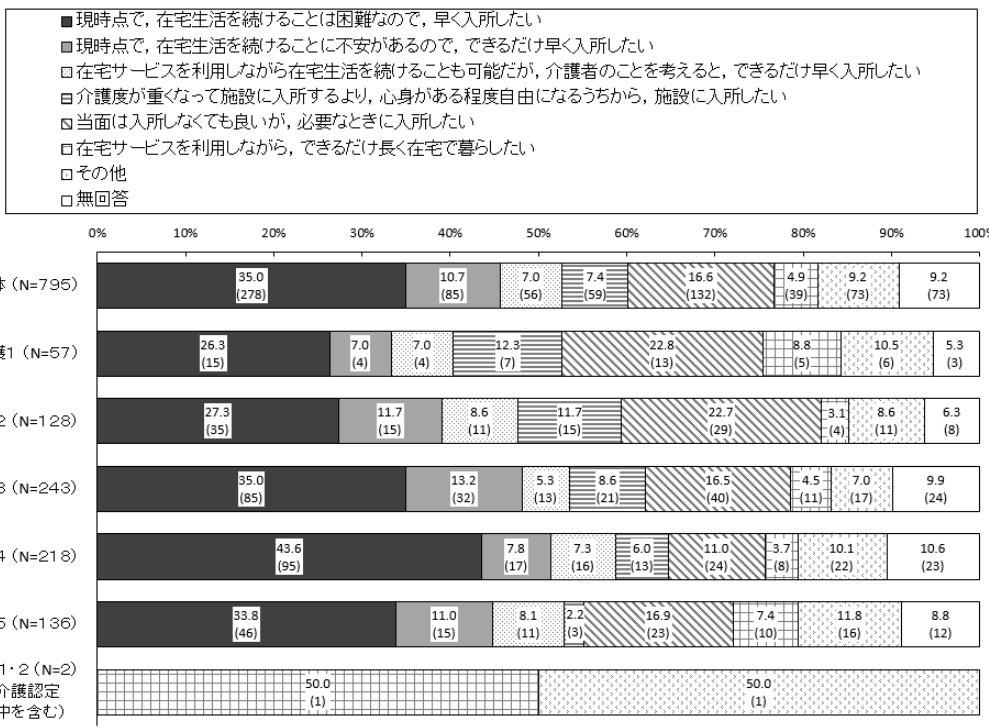 ■現時点で，在宅生活を続けることは困難なので，早く入所したい
■現時点で，在宅生活を続けることに不安があるので，できるだけ早く入所したい
在宅サービスを利用しながら在宅生活を続けることも可能だが，介護者のことを考えると，できるだけ早く入所したい
介護度が重くなって施設に入所するより，心身がある程度自由になるうちから，施設に入所したい
当面は入所しなくても良いが，必要なときに入所したい
在宅サービスを利用しながら，できるだけ長く在宅で暮らしたい
その他
無回答
0% 10% 20% 30% 40% 50% 60% 70% 80% 90% 100%
体（N=795）
35.0 10.7 7.0 7.4 16.6 4.9 9.2 9.2
(278) (85) (56) (59) (132) (39) (73) (73)
護1（N=57）
26.3 7.0 7.0 12.3 22.8 8.8 10.5 5.3
(15) (4) (4) (7) (13) (5) (6) (3)
2（N=128）
27.3 11.7 8.6 11.7 22.7 3.1 8.6 6.3
(35) (15) (11) (15) (29) (4) (11) (8)
3（N=243）
35.0 13.2 5.3 8.6 16.5 4.5 7.0 9.9
(85) (32) (13) (21) (40) (11) (17) (24)
4（N=218）
43.6 7.8 7.3 6.0 11.0 3.7 10.1 10.6
(95) (17) (16) (13) (24) (8) (22) (23)
5（N=136）
33.8 11.0 8.1 2.2 16.9 7.4 11.8 8.8
(46) (15) (11) (3) (23) (10) (16) (12)
1・2（N=2）
介護認定
中を含む）
50.0 50.0
(1) (1)